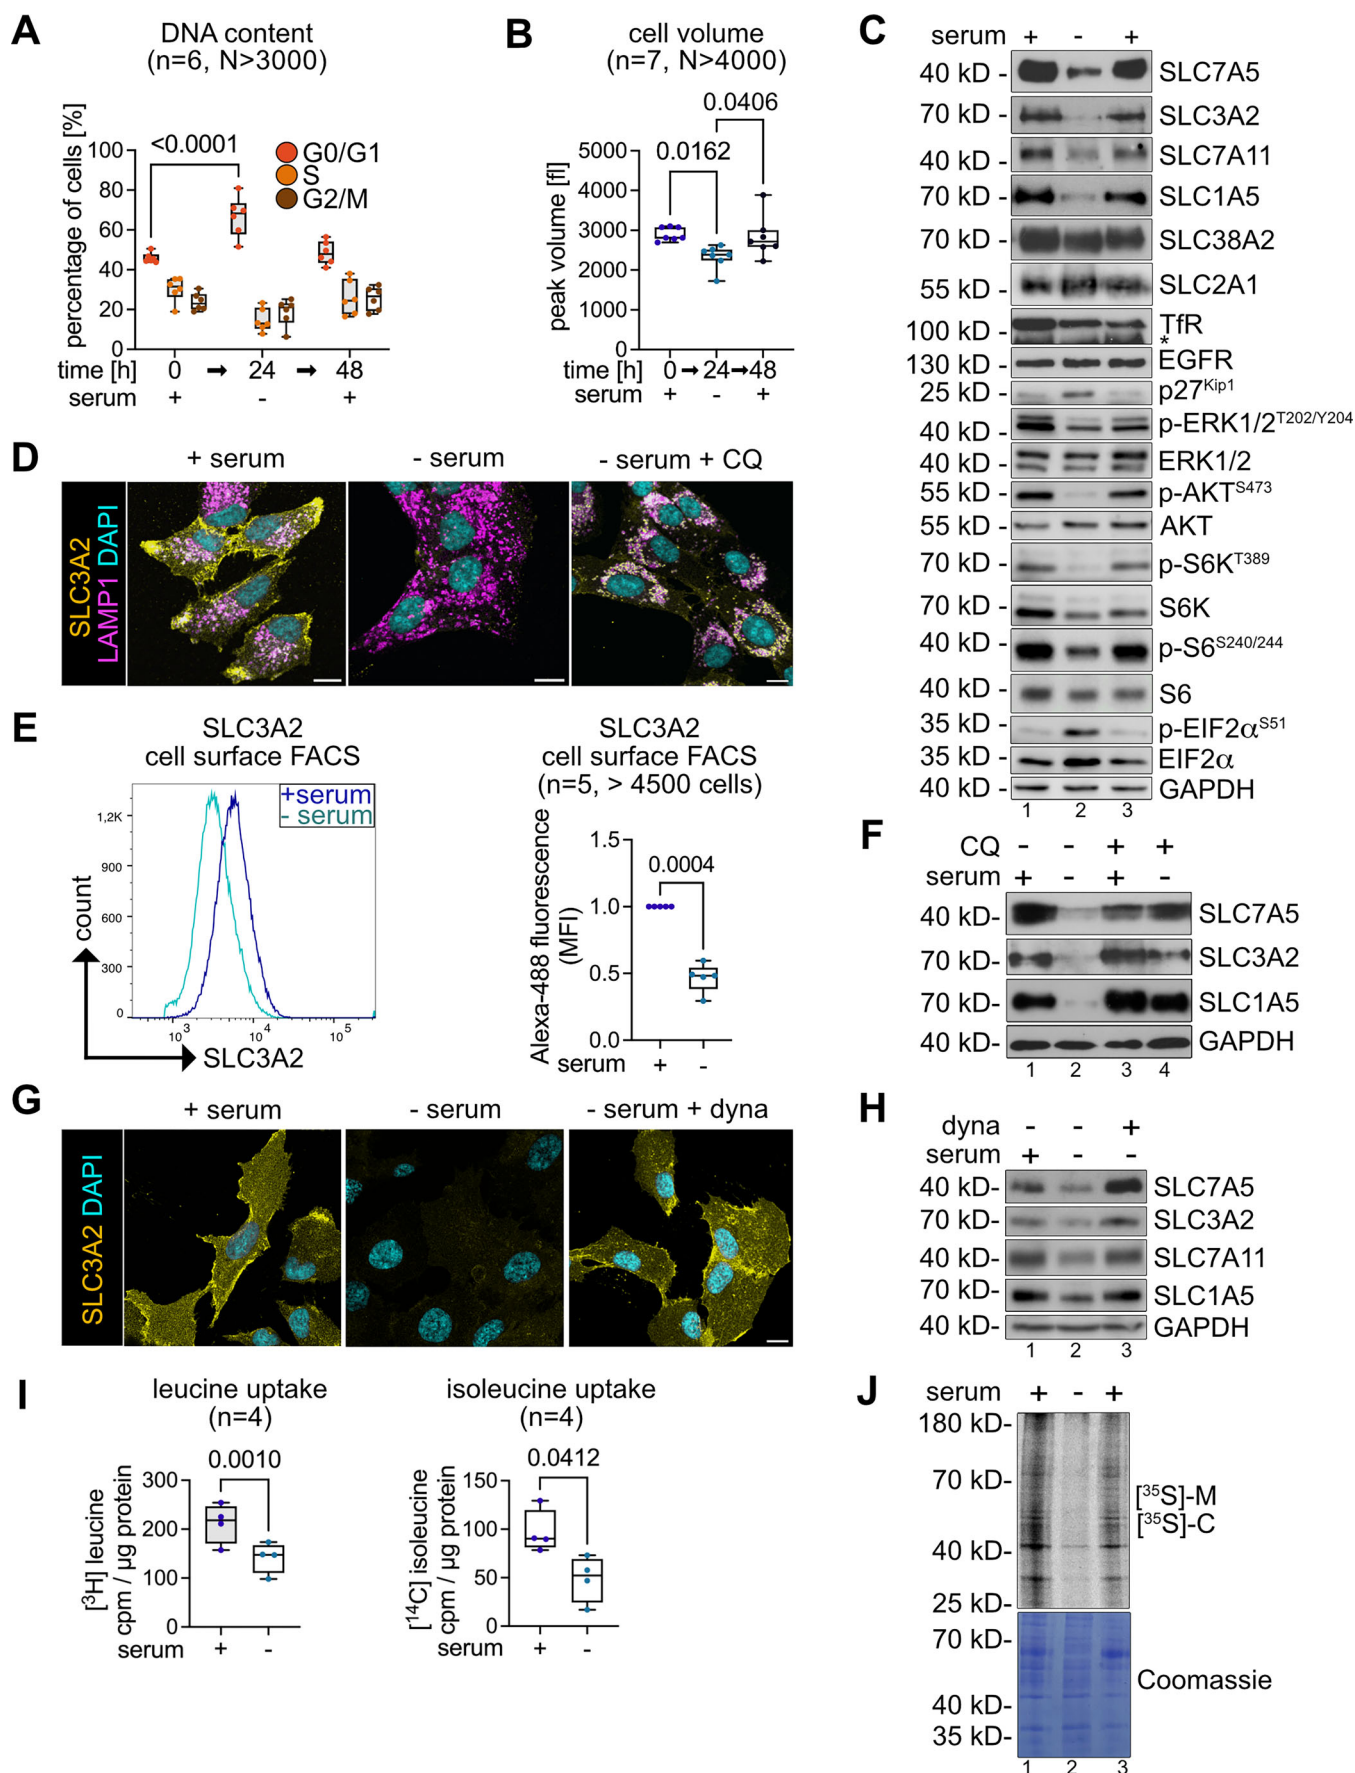 A
DNA content
(n=6, N>3000)
percentage of cells [%]
100
80
60
40
20
0
<0.0001
G0/G1
S
G2/M
time [h] 0 → 24 → 48
serum + - +
B
cell volume
(n=7, N>4000)
peak volume [fl]
5000
4000
3000
2000
1000
0
0.0406
0.0162
time [h] 0→24→48
serum + - +
C
serum + - +
40 kD - SLC7A5
70 kD - SLC3A2
40 kD - SLC7A11
70 kD - SLC1A5
70 kD - SLC38A2
55 kD - SLC2A1
100 kD - TfR
*
130 kD - EGFR
25 kD - p27Kip1
40 kD - p-ERK1/2T202/Y204
40 kD - ERK1/2
55 kD - p-AKTS473
55 kD - AKT
70 kD - p-S6KT389
70 kD - S6K
40 kD - p-S6S240/244
40 kD - S6
35 kD - p-EIF2αS51
35 kD - EIF2α
40 kD - GAPDH
1 2 3
D
+ serum
- serum
- serum + CQ
SLC3A2
LAMP1 DAPI
E
SLC3A2
cell surface FACS
+serum
- serum
count
1,2K
900
600
300
0
10³ 10⁴ 10⁵
SLC3A2
SLC3A2
cell surface FACS
(n=5, > 4500 cells)
Alexa-488 fluorescence
(MFI)
1.5
1.0
0.5
0.0
0.0004
serum + -
F
CQ - - + +
serum + - + -
40 kD- SLC7A5
70 kD- SLC3A2
70 kD- SLC1A5
40 kD- GAPDH
1 2 3 4
G
+ serum
- serum
- serum + dyna
SLC3A2 DAPI
H
dyna - - +
serum + - -
40 kD- SLC7A5
70 kD- SLC3A2
40 kD- SLC7A11
70 kD- SLC1A5
40 kD- GAPDH
1 2 3
I
leucine uptake
(n=4)
[³H] leucine
cpm / µg protein
300
200
100
0
0.0010
serum + -
isoleucine uptake
(n=4)
[¹⁴C] isoleucine
cpm / µg protein
150
100
50
0
0.0412
serum + -
J
serum + - +
180 kD-
70 kD-
40 kD-
25 kD-
[³⁵S]-M
[³⁵S]-C
70 kD-
40 kD-
35 kD-
Coomassie
1 2 3